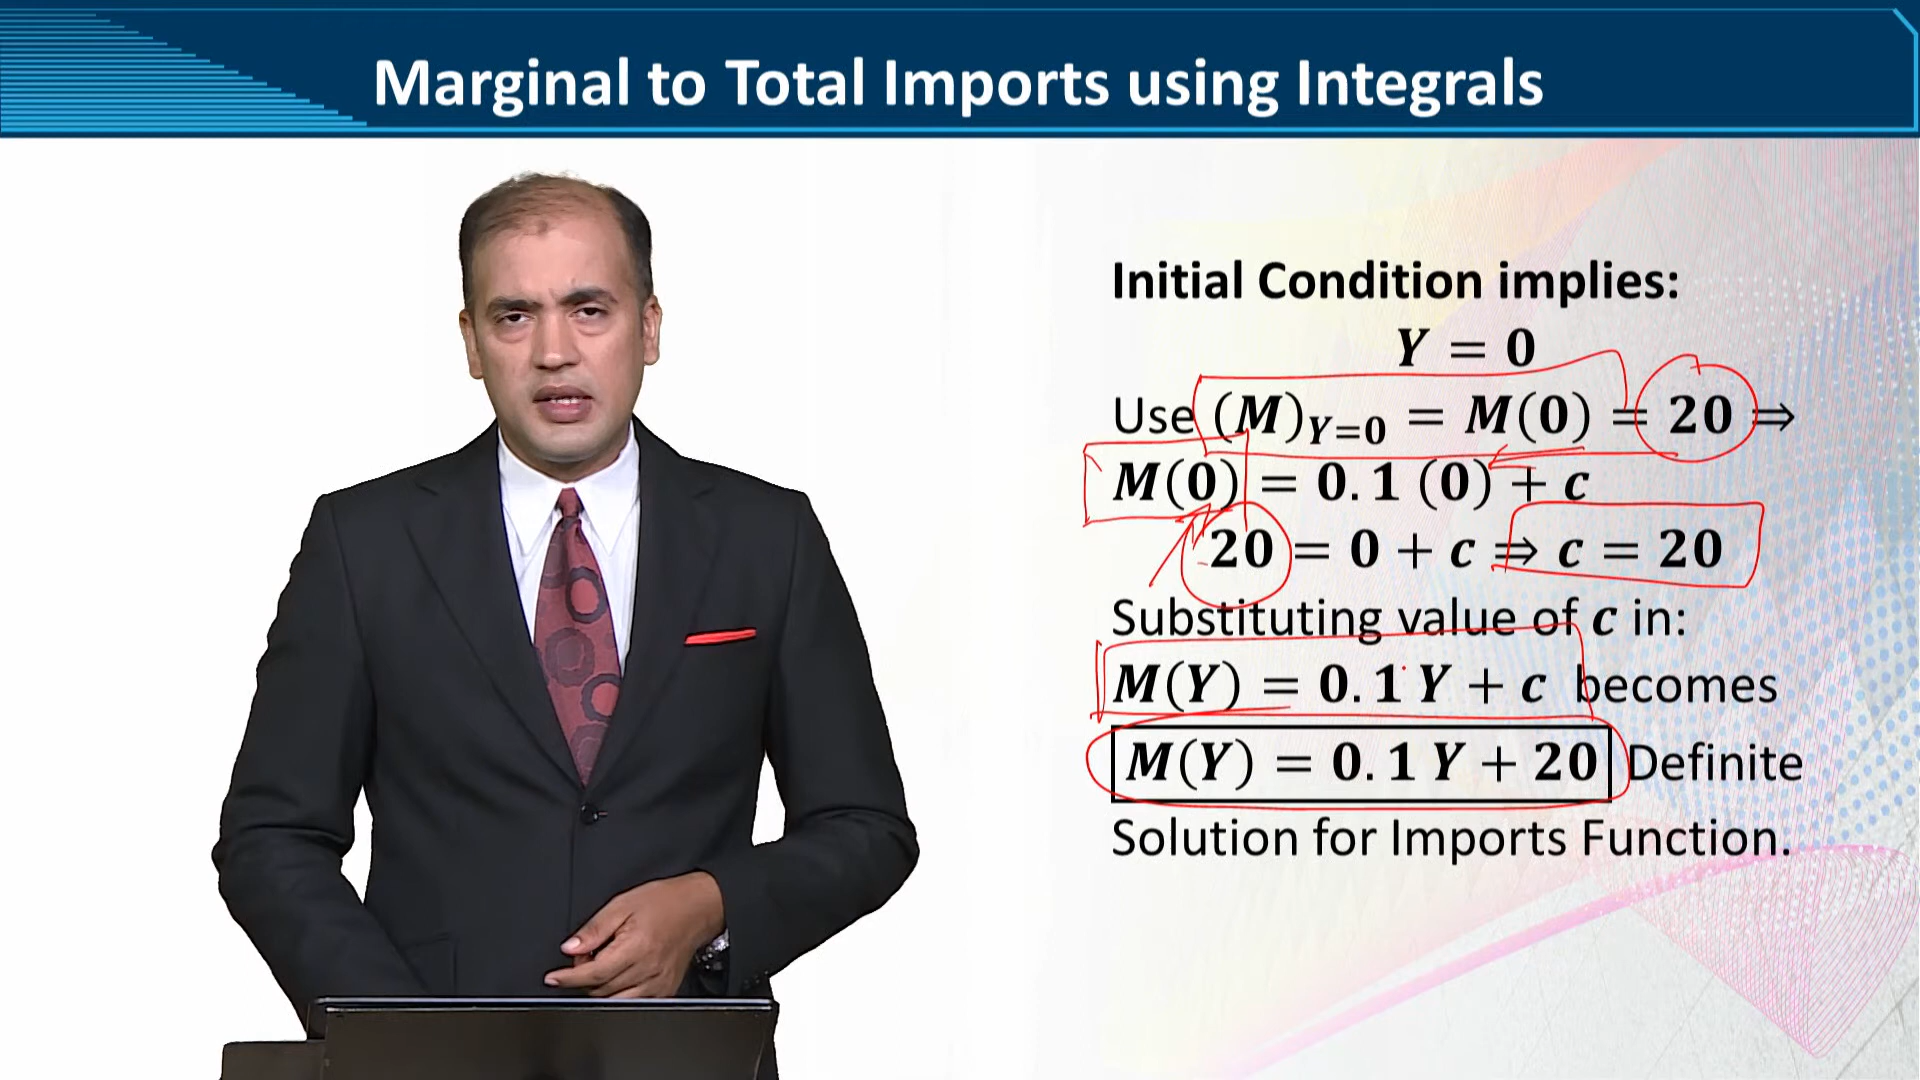 Marginal to Total Imports using Integrals
Initial Condition implies:
Y = 0
Use (M)Y=0 = M(0) = 20 ⇒
M(0) = 0.1 (0) + c
20 = 0 + c ⇒ c = 20
Substituting value of c in:
M(Y) = 0.1 Y + c becomes
M(Y) = 0.1 Y + 20 Definite
Solution for Imports Function.